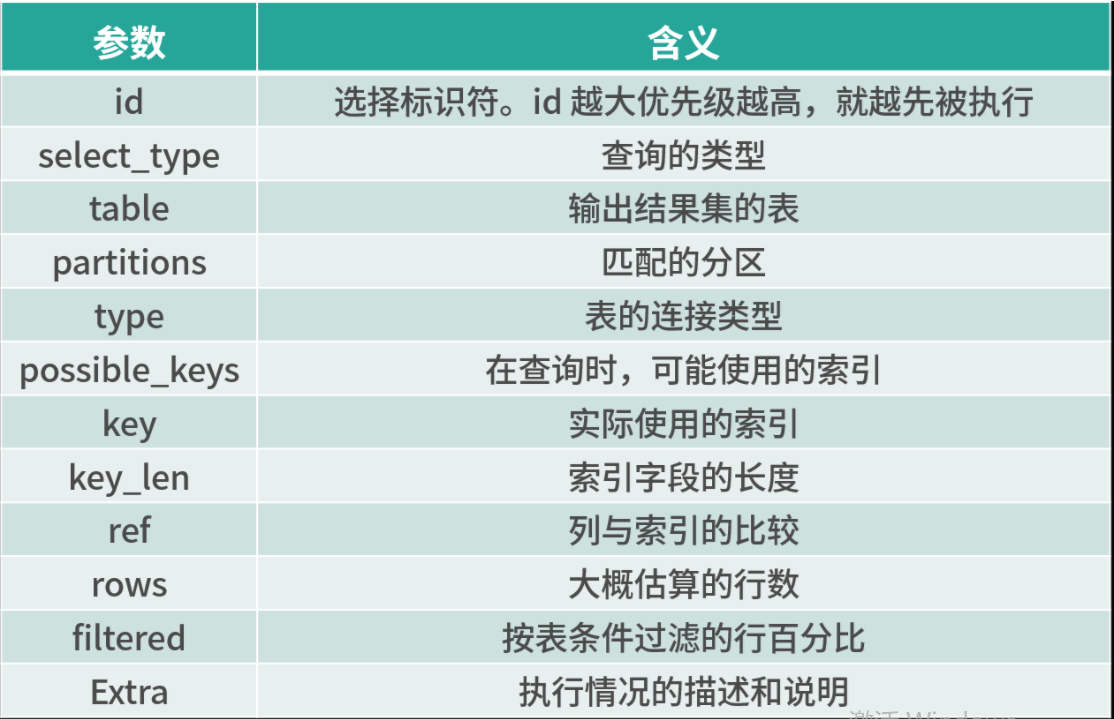 参数 含义
id 选择标识符。id 越大优先级越高，就越先被执行
select_type 查询的类型
table 输出结果集的表
partitions 匹配的分区
type 表的连接类型
possible_keys 在查询时，可能使用的索引
key 实际使用的索引
key_len 索引字段的长度
ref 列与索引的比较
rows 大概估算的行数
filtered 按表条件过滤的行百分比
Extra 执行情况的描述和说明